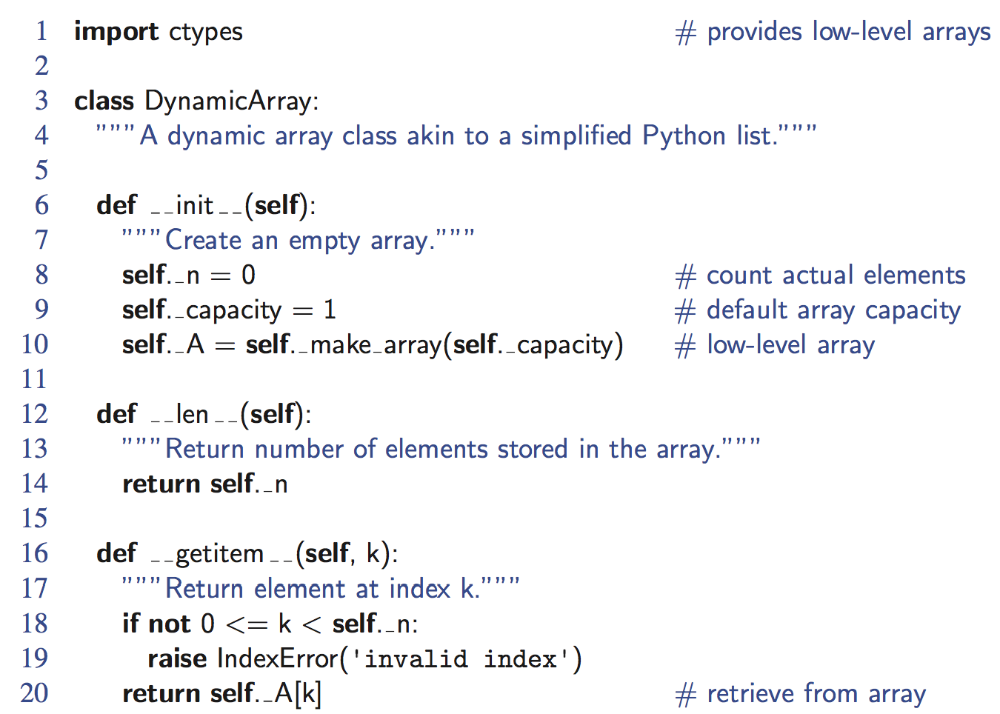 1 import ctypes # provides low-level arrays
2
3 class DynamicArray:
4 """A dynamic array class akin to a simplified Python list."""
5
6 def __init__(self):
7 """Create an empty array."""
8 self._n = 0 # count actual elements
9 self._capacity = 1 # default array capacity
10 self._A = self._make_array(self._capacity) # low-level array
11
12 def __len__(self):
13 """Return number of elements stored in the array."""
14 return self._n
15
16 def __getitem__(self, k):
17 """Return element at index k."""
18 if not 0 <= k < self._n:
19 raise IndexError('invalid index')
20 return self._A[k] # retrieve from array